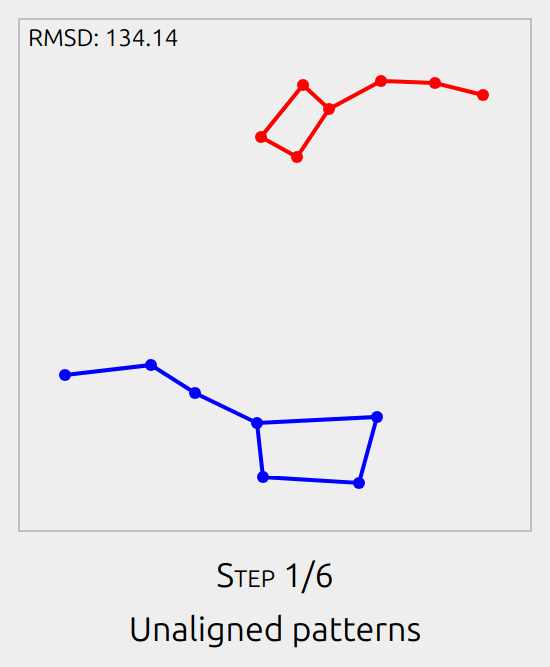 RMSD: 134.14
Step 1/6
Unaligned patterns